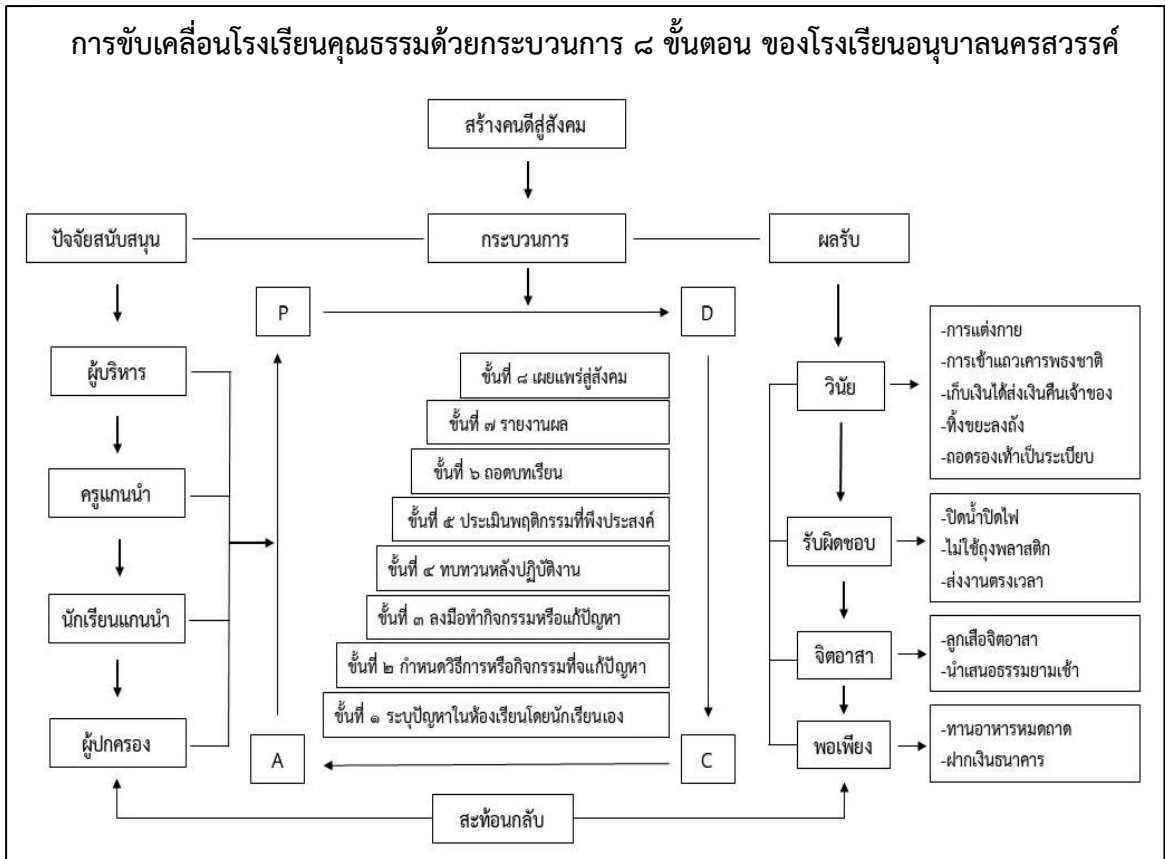 การขับเคลื่อนโรงเรียนคุณธรรมด้วยกระบวนการ ๘ ขั้นตอน ของโรงเรียนอนุบาลนครสวรรค์
สร้างคนดีสู่สังคม
ปัจจัยสนับสนุน
กระบวนการ
ผลรับ
P
D
ผู้บริหาร
ครูแกนนำ
นักเรียนแกนนำ
ผู้ปกครอง
ขั้นที่ ๘ เผยแพร่สู่สังคม
ขั้นที่ ๗ รายงานผล
ขั้นที่ ๖ ถอดบทเรียน
ขั้นที่ ๕ ประเมินพฤติกรรมที่พึงประสงค์
ขั้นที่ ๔ ทบทวนหลังปฏิบัติงาน
ขั้นที่ ๓ ลงมือทำกิจกรรมหรือแก้ปัญหา
ขั้นที่ ๒ กำหนดวิธีการหรือกิจกรรมที่จแก้ปัญหา
ขั้นที่ ๑ ระบุปัญหาในห้องเรียนโดยนักเรียนเอง
A
C
วินัย
-การแต่งกาย
-การเข้าแถวเคารพธงชาติ
-เก็บเงินได้ส่งเงินคืนเจ้าของ
-ทิ้งขยะลงถัง
-ถอดรองเท้าเป็นระเบียบ
รับผิดชอบ
-ปิดน้ำปิดไฟ
-ไม่ใช้ถุงพลาสติก
-ส่งงานตรงเวลา
จิตอาสา
-ลูกเสือจิตอาสา
-นำเสนอธรรมยามเช้า
พอเพียง
-ทานอาหารหมดถาด
-ฝากเงินธนาคาร
สะท้อนกลับ